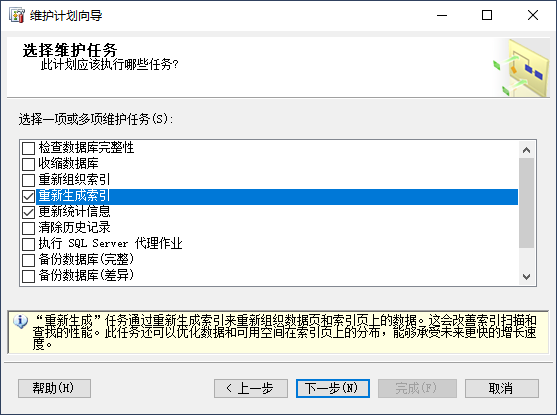 维护计划向导
选择维护任务
此计划应该执行哪些任务?
选择一项或多项维护任务(S):
检查数据库完整性
收缩数据库
重新组织索引
重新生成索引
更新统计信息
清除历史记录
执行 SQL Server 代理作业
备份数据库(完整)
备份数据库(差异)
“重新生成”任务通过重新生成索引来重新组织数据页和索引页上的数据。这会改善索引扫描和
查找的性能。此任务还可以优化数据和可用空间在索引页上的分布，能够承受未来更快的增长速
度。
帮助(H)
< 上一步
下一步(N)
完成(F)
取消